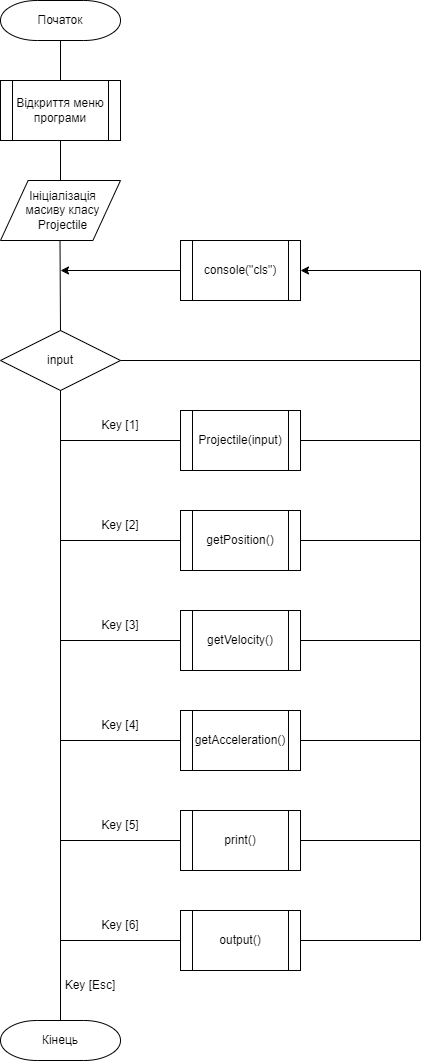 Початок
Відкриття меню
програми
Ініціалізація
масиву класу
Projectile
console("cls")
input
Key [1]
Projectile(input)
Key [2]
getPosition()
Key [3]
getVelocity()
Key [4]
getAcceleration()
Key [5]
print()
Key [6]
output()
Key [Esc]
Кінець